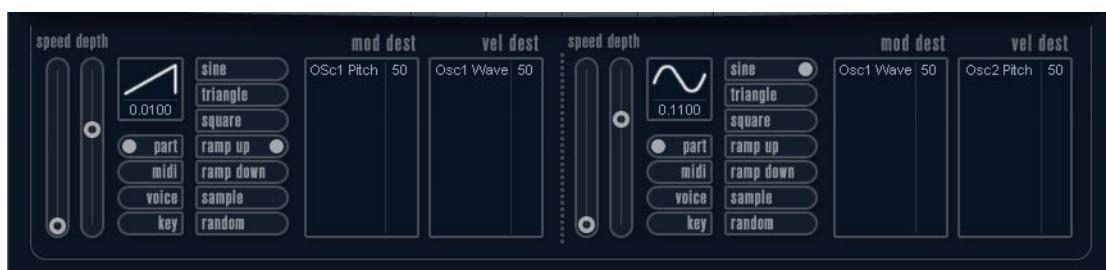 speed depth
mod dest
vel dest
0.0100
part
midi
voice
key
sine
triangle
square
ramp up
ramp down
sample
random
OSc1 Pitch 50
Osc1 Wave 50
speed depth
mod dest
vel dest
0.1100
part
midi
voice
key
sine
triangle
square
ramp up
ramp down
sample
random
Osc1 Wave 50
Osc2 Pitch 50